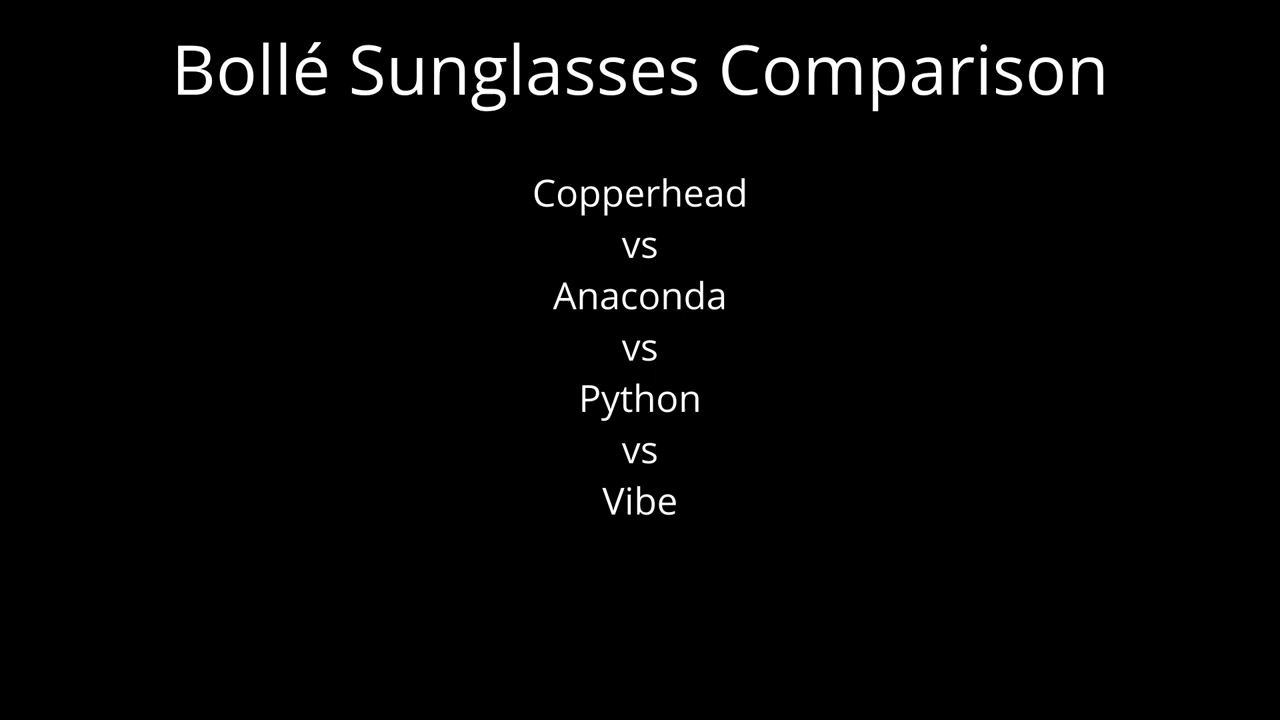 Bollé Sunglasses Comparison
Copperhead
vs
Anaconda
vs
Python
vs
Vibe